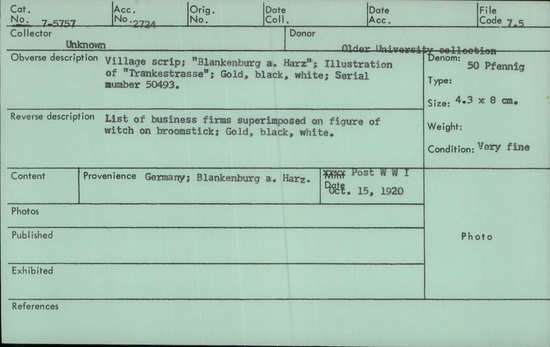 Cat. No. 7-5757 Acc. No. 2724 Orig. No. Date Coll. Date Acc. File Code 7.5
Collector Unknown Donor Older University collection
Obverse description Village scrip; "Blankenburg a. Harz"; Illustration
of "Trankestrasse"; Gold, black, white; Serial
number 50493.
Denom: 50 Pfennig
Type:
Size: 4.3 x 8 cm.
Reverse description List of business firms superimposed on figure of
witch on broomstick; Gold, black, white.
Weight:
Condition: Very fine
Content Provenience Germany; Blankenburg a. Harz.
Mint Post W W I
Date Oct. 15, 1920
Photos
Published
Photo
Exhibited
References